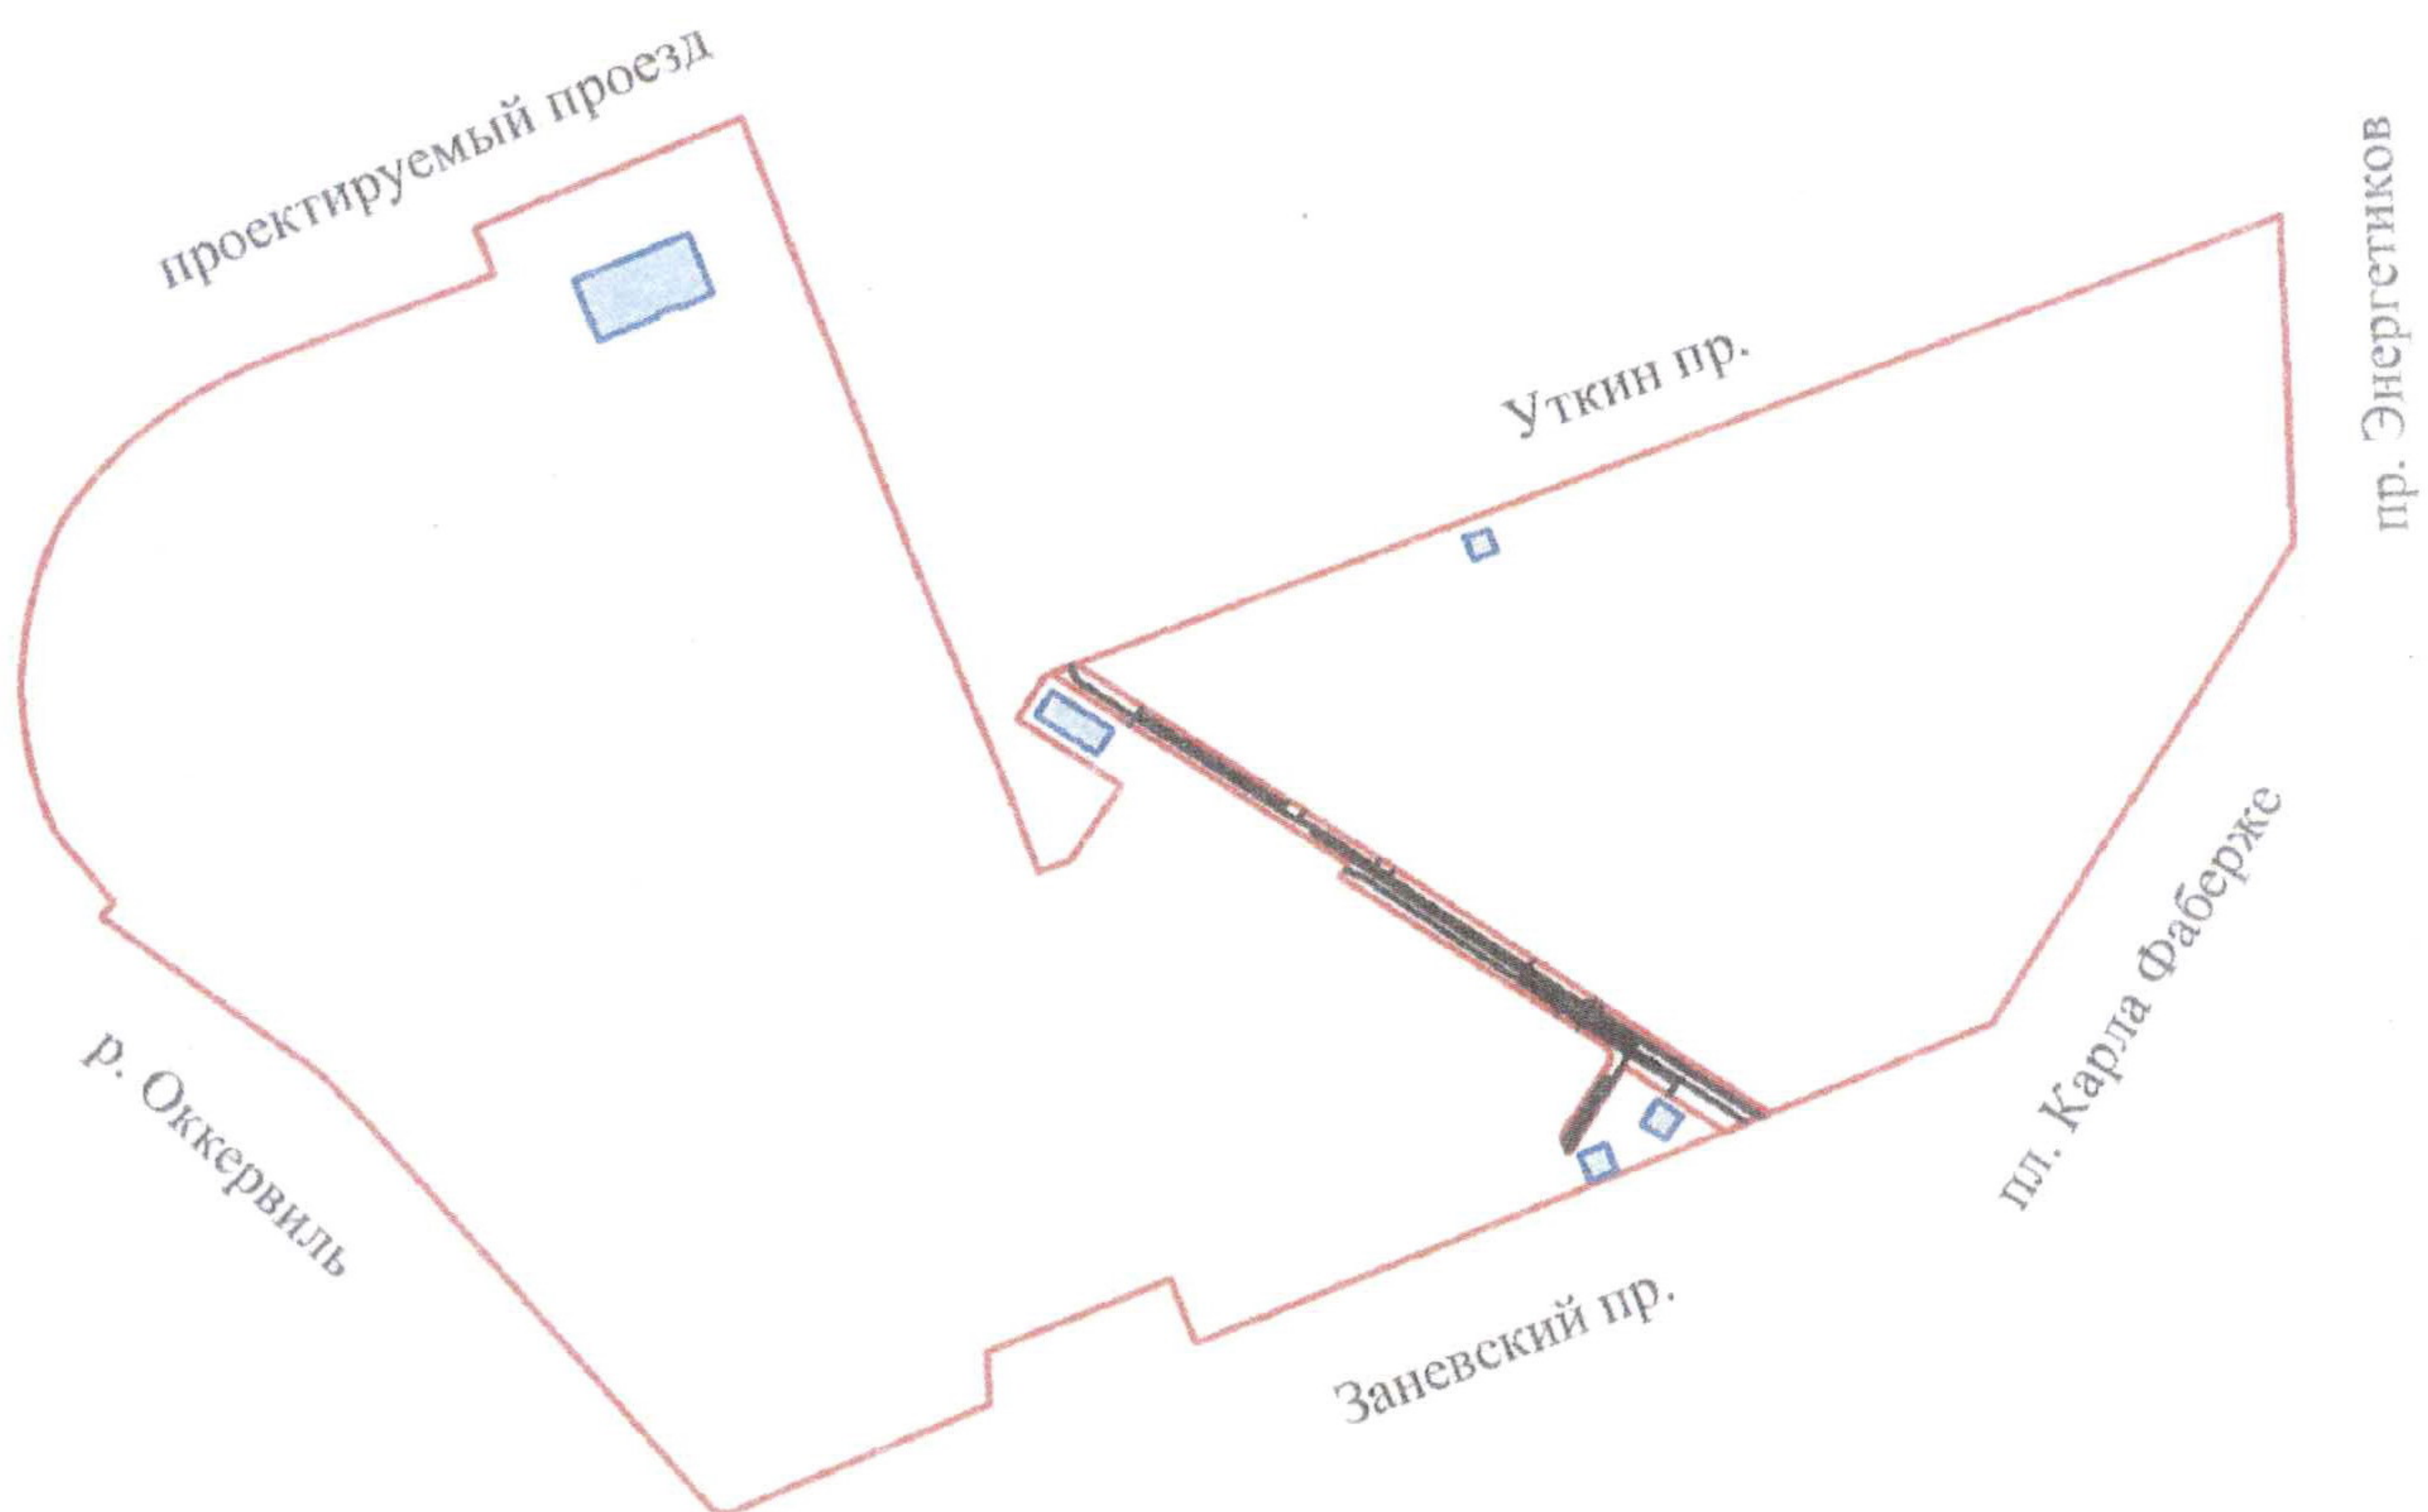 проектируемый проезд
Уткин пр.
пр. Энергетиков
пл. Карла Фаберже
р. Оккервиль
Заневский пр.